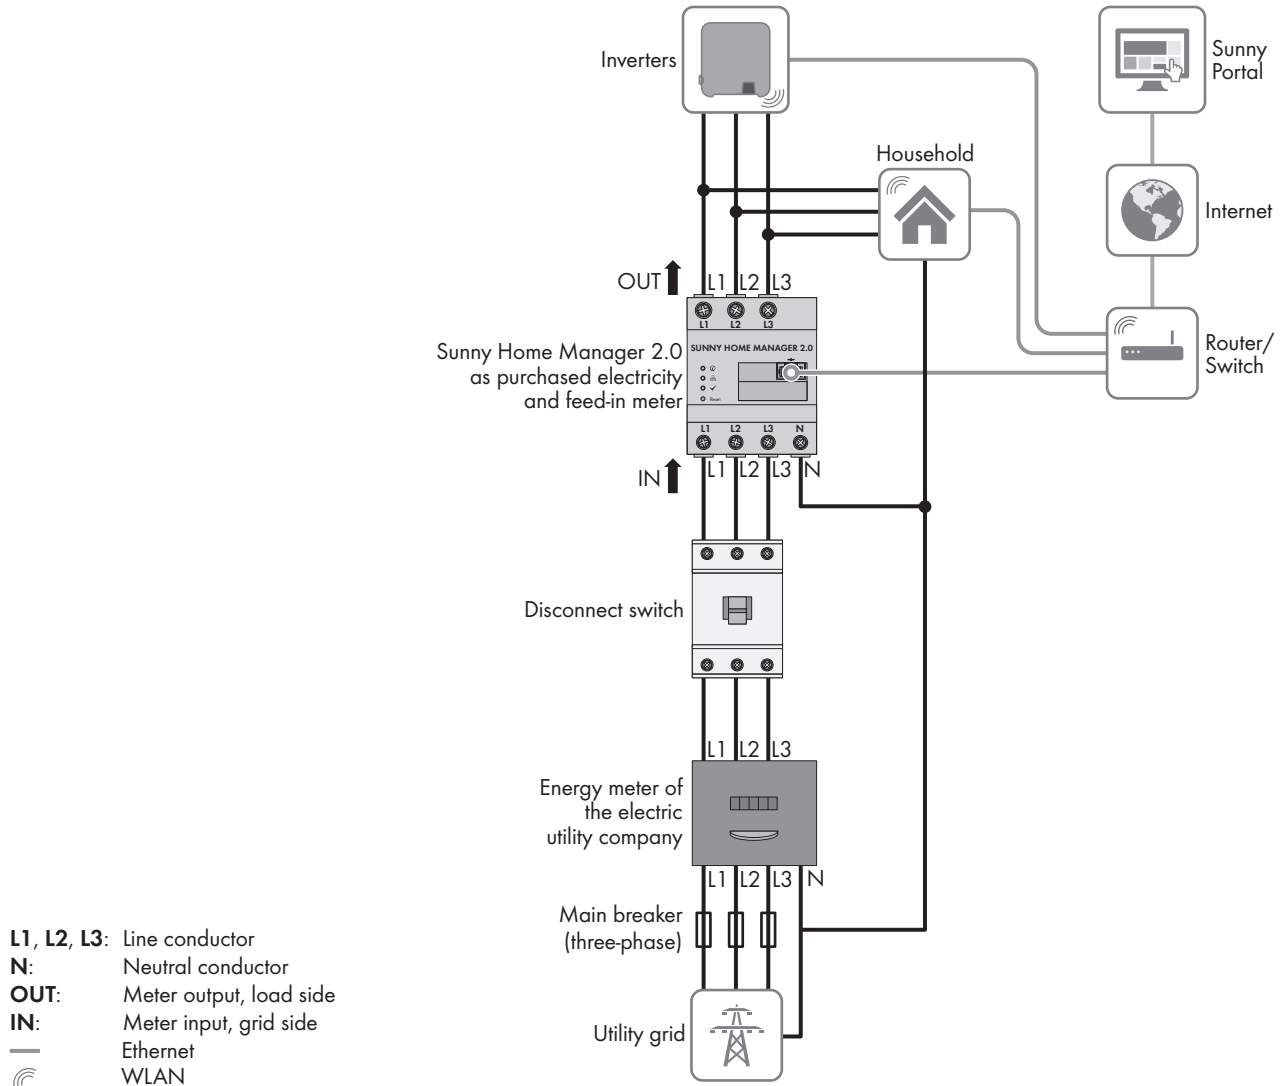 Inverters
Sunny
Portal
Household
Internet
OUT L1 L2 L3
L1 L2 L3
SUNNY HOME MANAGER 2.0
Reset
Sunny Home Manager 2.0
as purchased electricity
and feed-in meter
Router/
Switch
L1 L2 L3 N
IN L1 L2 L3 N
Disconnect switch
L1 L2 L3
Energy meter of
the electric
utility company
L1 L2 L3 N
Main breaker
(three-phase)
Utility grid
L1, L2, L3: Line conductor
N: Neutral conductor
OUT: Meter output, load side
IN: Meter input, grid side
Ethernet
WLAN